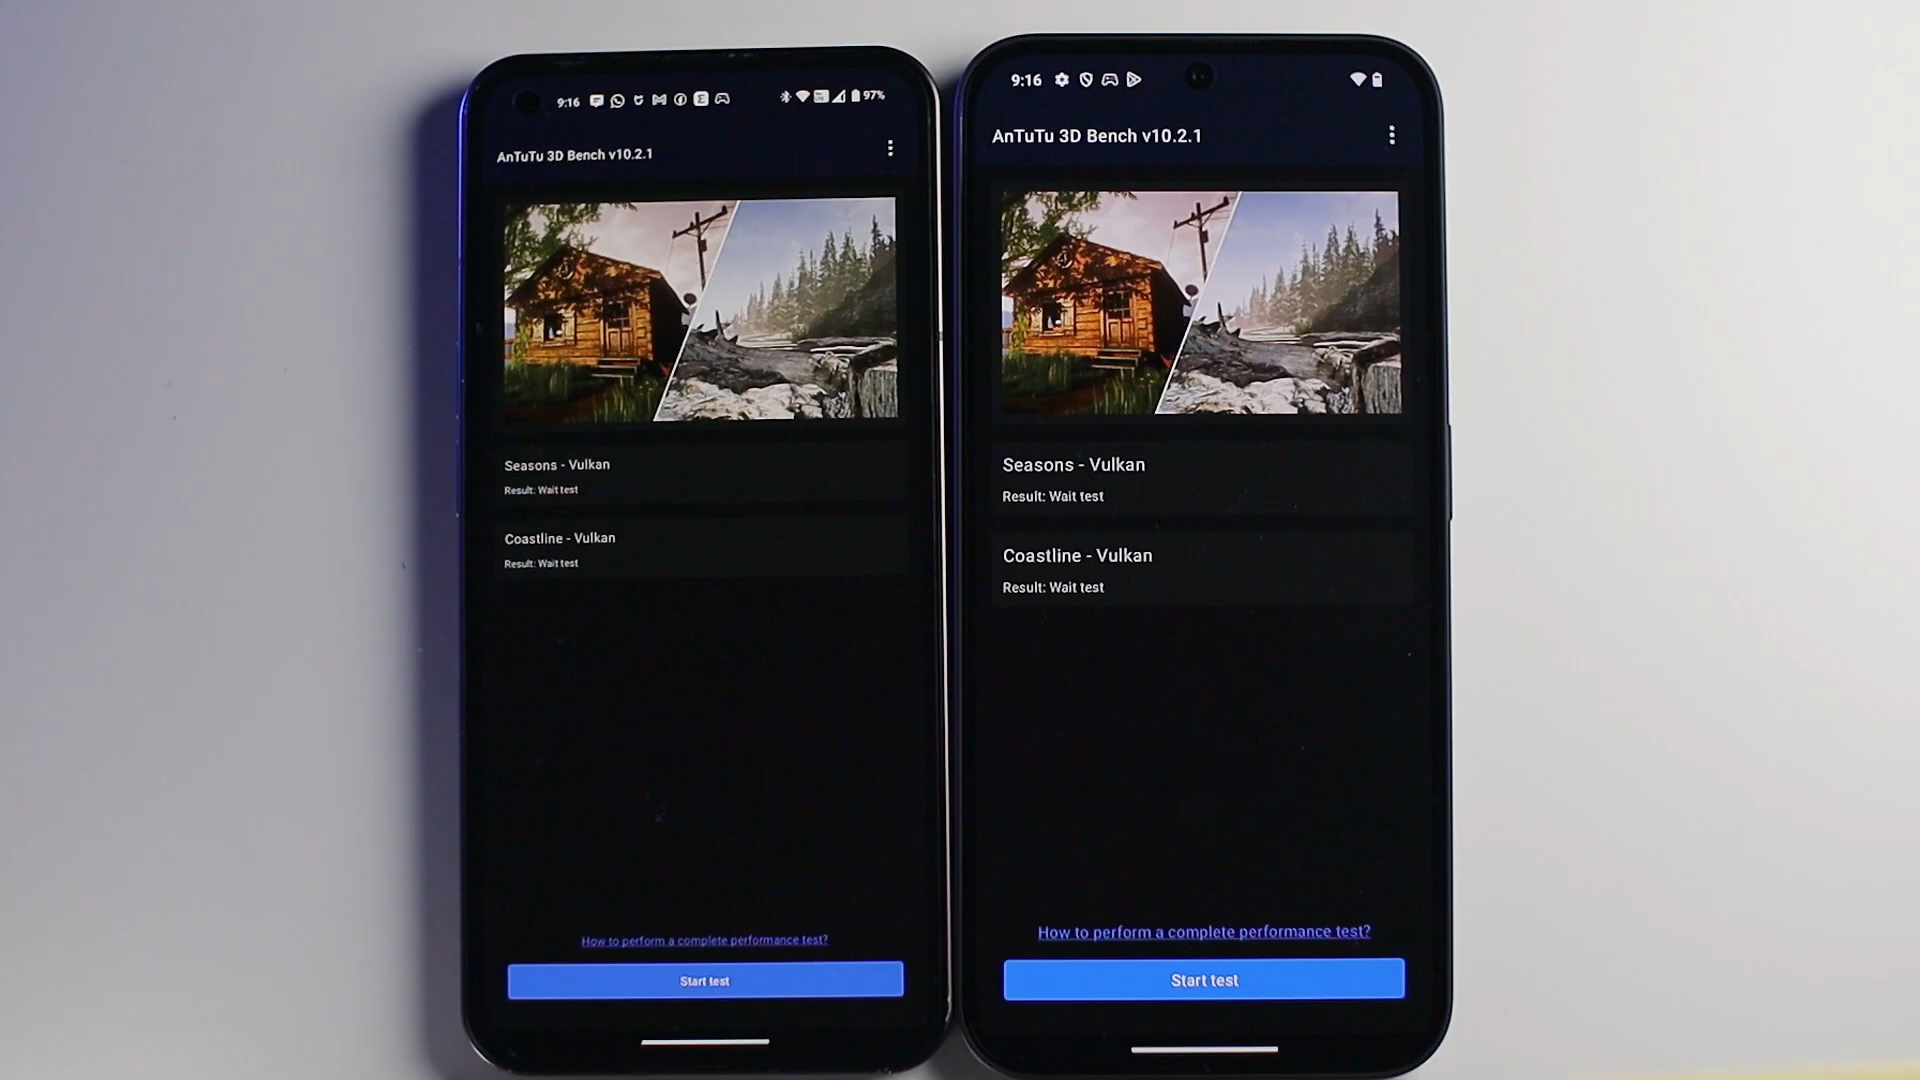 9:16
97%
AnTuTu 3D Bench v10.2.1
Seasons - Vulkan
Result: Wait test
Coastline - Vulkan
Result: Wait test
How to perform a complete performance test?
Start test
9:16
AnTuTu 3D Bench v10.2.1
Seasons - Vulkan
Result: Wait test
Coastline - Vulkan
Result: Wait test
How to perform a complete performance test?
Start test